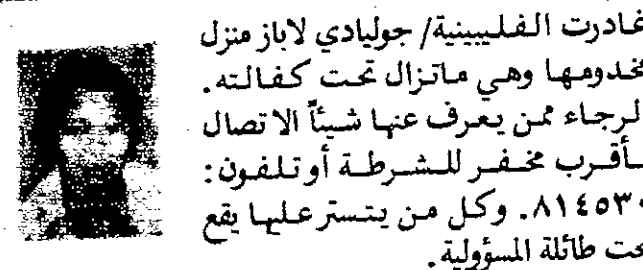 غادرت الفليبينية/ جوليادي لاباز منزل
مخدومها وهي ماتزال تحت كفالته.
الرجاء ممن يعرف عنها شيئاً الاتصال
بأقرب مخفر للشرطة أو تلفون:
٨١٤٥٣٠. وكل من يتستر عليها يقع
تحت طائلة المسؤولية.